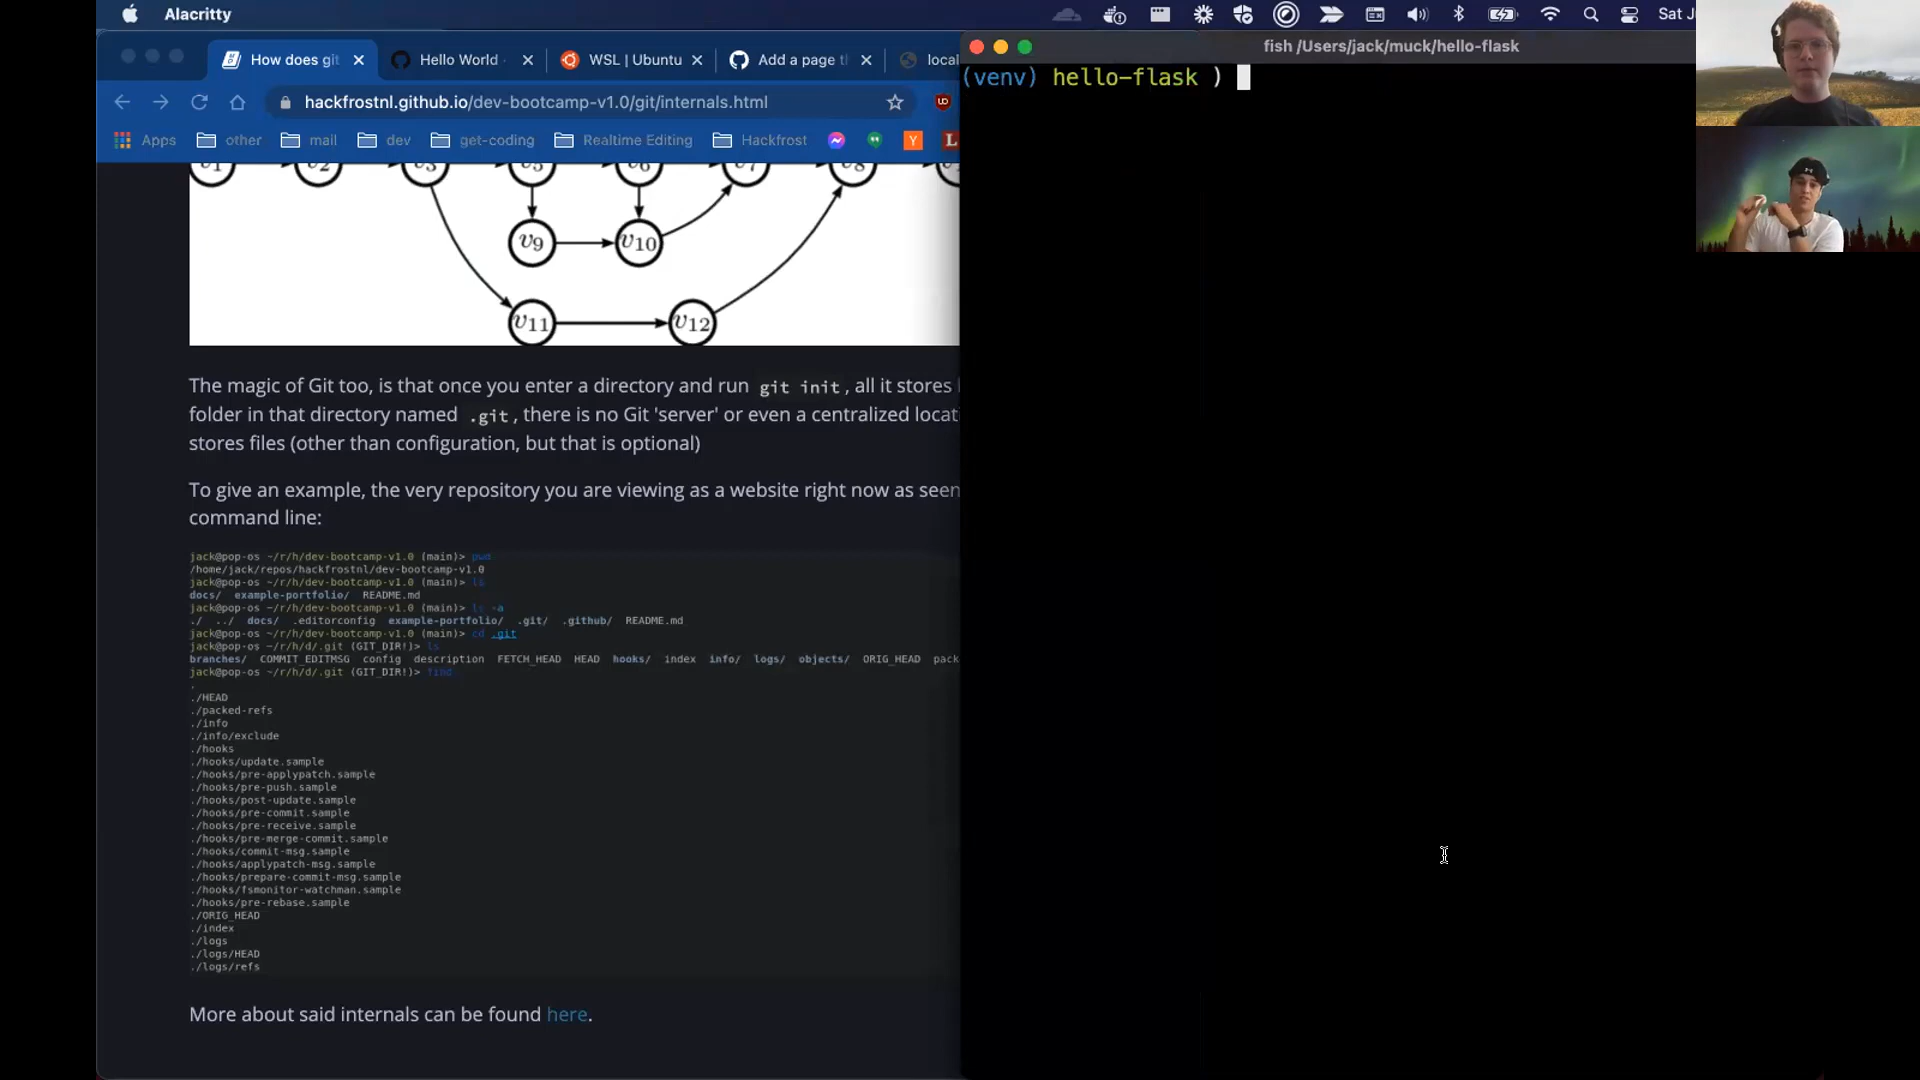 Alacritty
Sat
How does git
Hello World
WSL | Ubuntu
Add a page
local
fish /Users/jack/muck/hello-flask
(venv) hello-flask )
hackfrostnl.github.io/dev-bootcamp-v1.0/git/internals.html
Apps
other
mail
dev
get-coding
Realtime Editing
Hackfrost
v9
v10
v11
v12
The magic of Git too, is that once you enter a directory and run git init, all it stores
folder in that directory named .git, there is no Git 'server' or even a centralized locati
stores files (other than configuration, but that is optional)
To give an example, the very repository you are viewing as a website right now as seen
command line:
jack@pop-os ~/r/h/dev-bootcamp-v1.0 (main)> pwd
/home/jack/repos/hackfrostnl/dev-bootcamp-v1.0
jack@pop-os ~/r/h/dev-bootcamp-v1.0 (main)> ls
docs/ example-portfolio/ README.md
jack@pop-os ~/r/h/dev-bootcamp-v1.0 (main)> ls -a
./ ../ docs/ .editorconfig example-portfolio/ .git/ .github/ README.md
jack@pop-os ~/r/h/dev-bootcamp-v1.0 (main)> cd .git
jack@pop-os ~/r/h/d/.git (GIT_DIR!)> ls
branches/ COMMIT_EDITMSG config description FETCH_HEAD HEAD hooks/ index info/ logs/ objects/ ORIG_HEAD pack
jack@pop-os ~/r/h/d/.git (GIT_DIR!)> find
.
./HEAD
./packed-refs
./info
./info/exclude
./hooks
./hooks/update.sample
./hooks/pre-applypatch.sample
./hooks/pre-push.sample
./hooks/post-update.sample
./hooks/pre-commit.sample
./hooks/pre-receive.sample
./hooks/pre-merge-commit.sample
./hooks/commit-msg.sample
./hooks/applypatch-msg.sample
./hooks/prepare-commit-msg.sample
./hooks/fsmonitor-watchman.sample
./hooks/pre-rebase.sample
./ORIG_HEAD
./index
./logs
./logs/HEAD
./logs/refs
More about said internals can be found here.